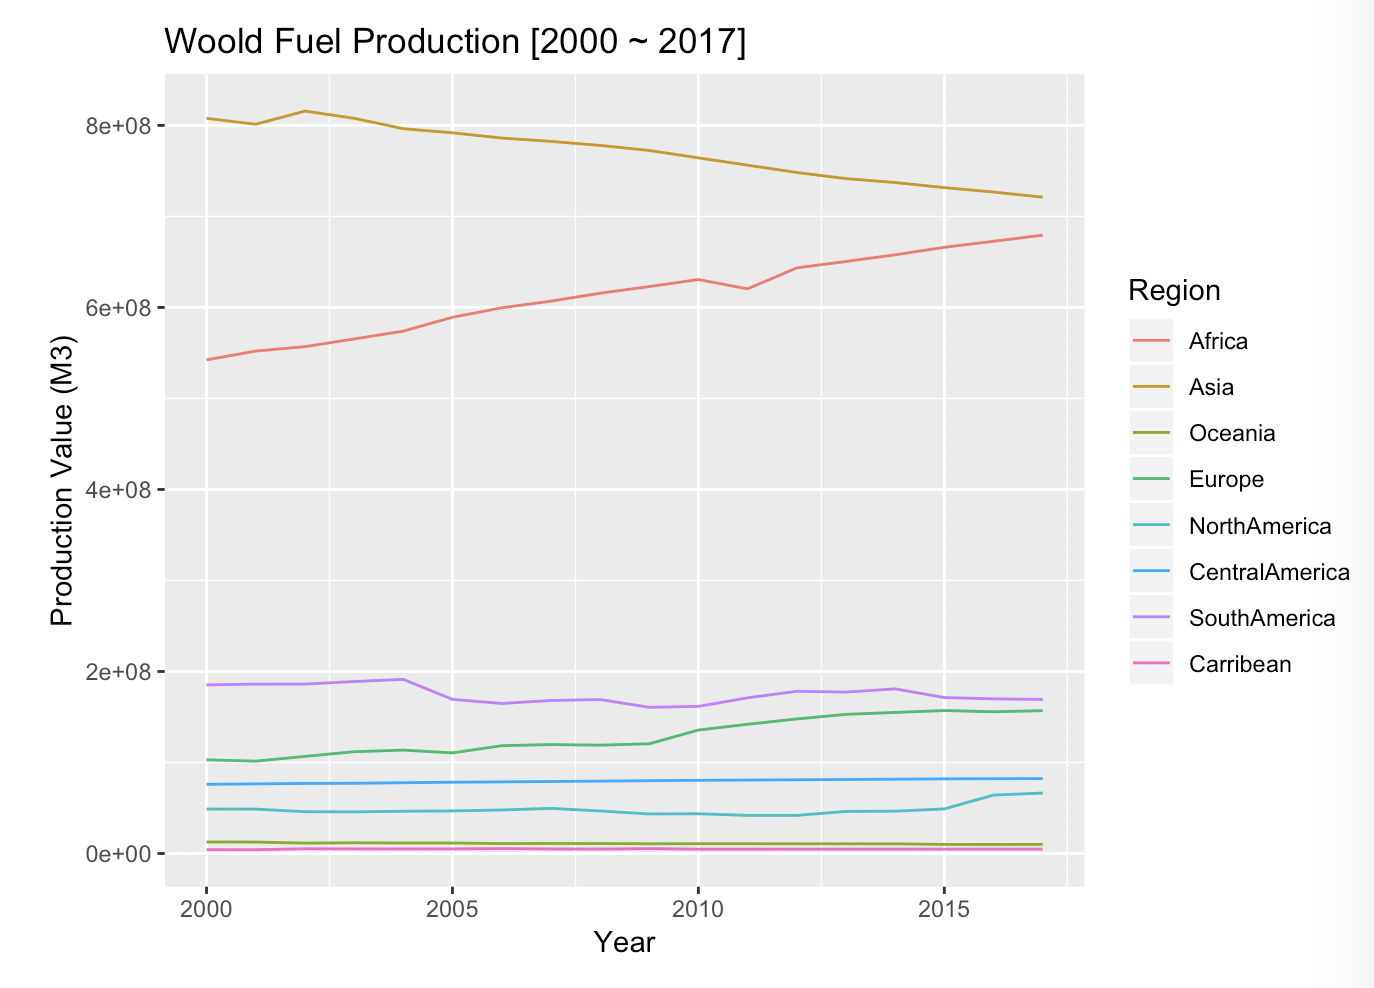 Woold Fuel Production [2000 ~ 2017]
Production Value (M3)
8e+08
6e+08
4e+08
2e+08
0e+00
2000 2005 2010 2015
Year
Region
Africa
Asia
Oceania
Europe
NorthAmerica
CentralAmerica
SouthAmerica
Carribean